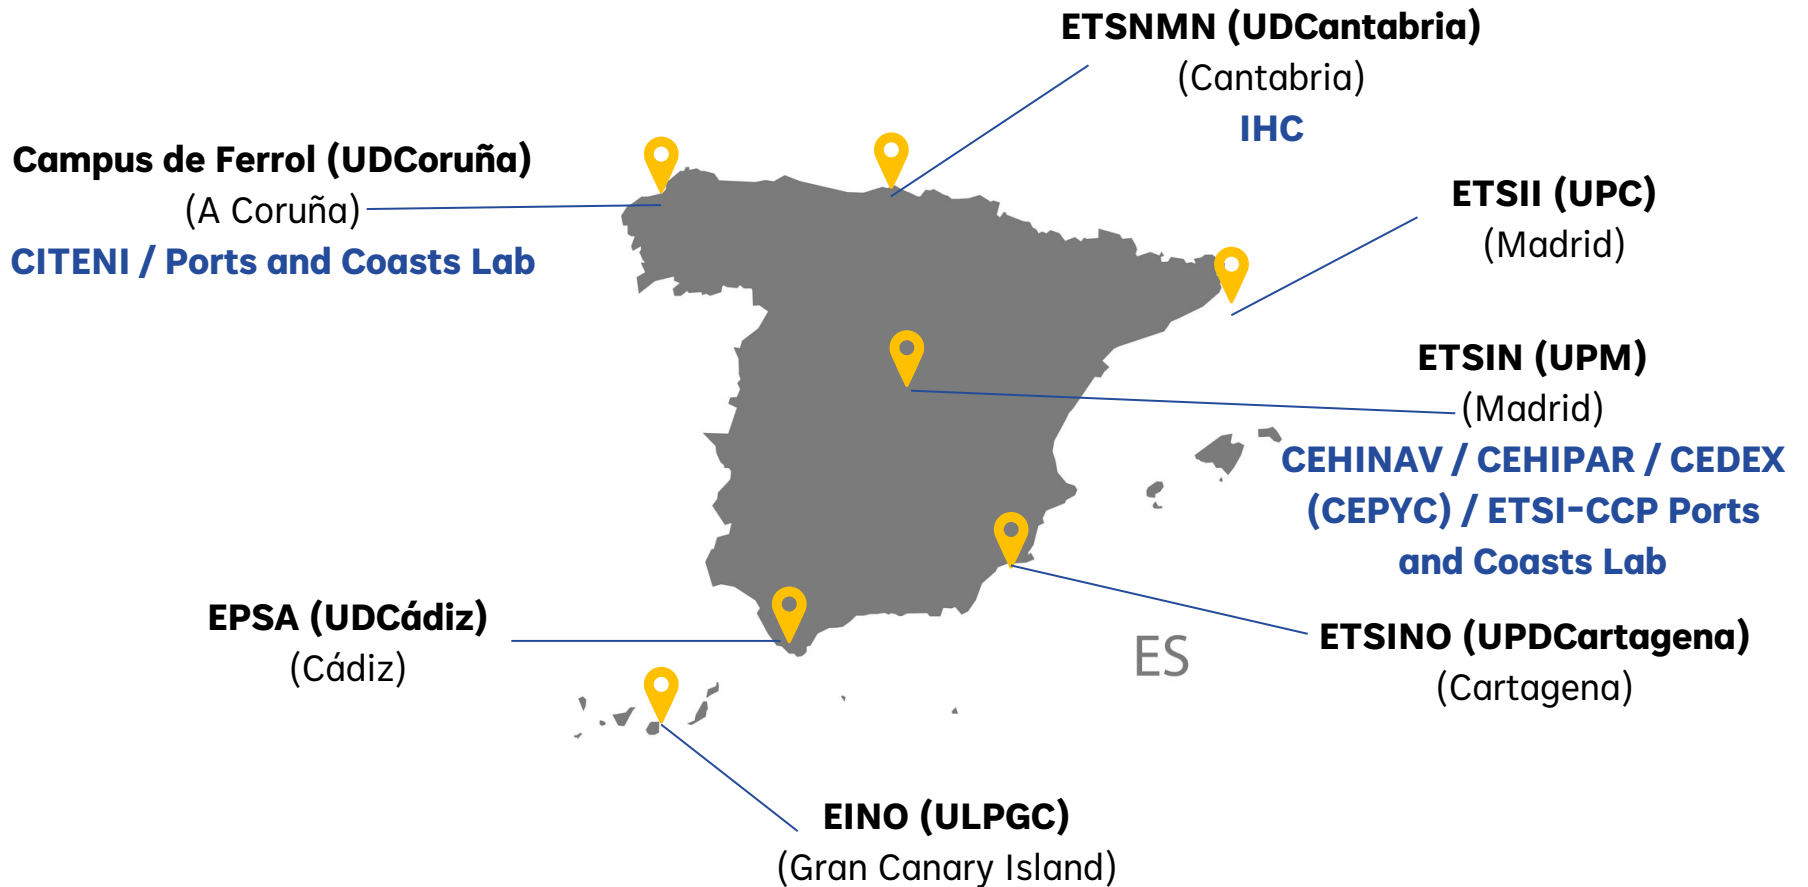 ETSNMN (UDCantabria)
(Cantabria)
IHC
Campus de Ferrol (UDCoruña)
(A Coruña)
CITENI / Ports and Coasts Lab
ETSII (UPC)
(Madrid)
ETSIN (UPM)
(Madrid)
CEHINAV / CEHIPAR / CEDEX
(CEPYC) / ETSI-CCP Ports
and Coasts Lab
EPSA (UDCádiz)
(Cádiz)
ES
ETSINO (UPDCartagena)
(Cartagena)
EINO (ULPGC)
(Gran Canary Island)